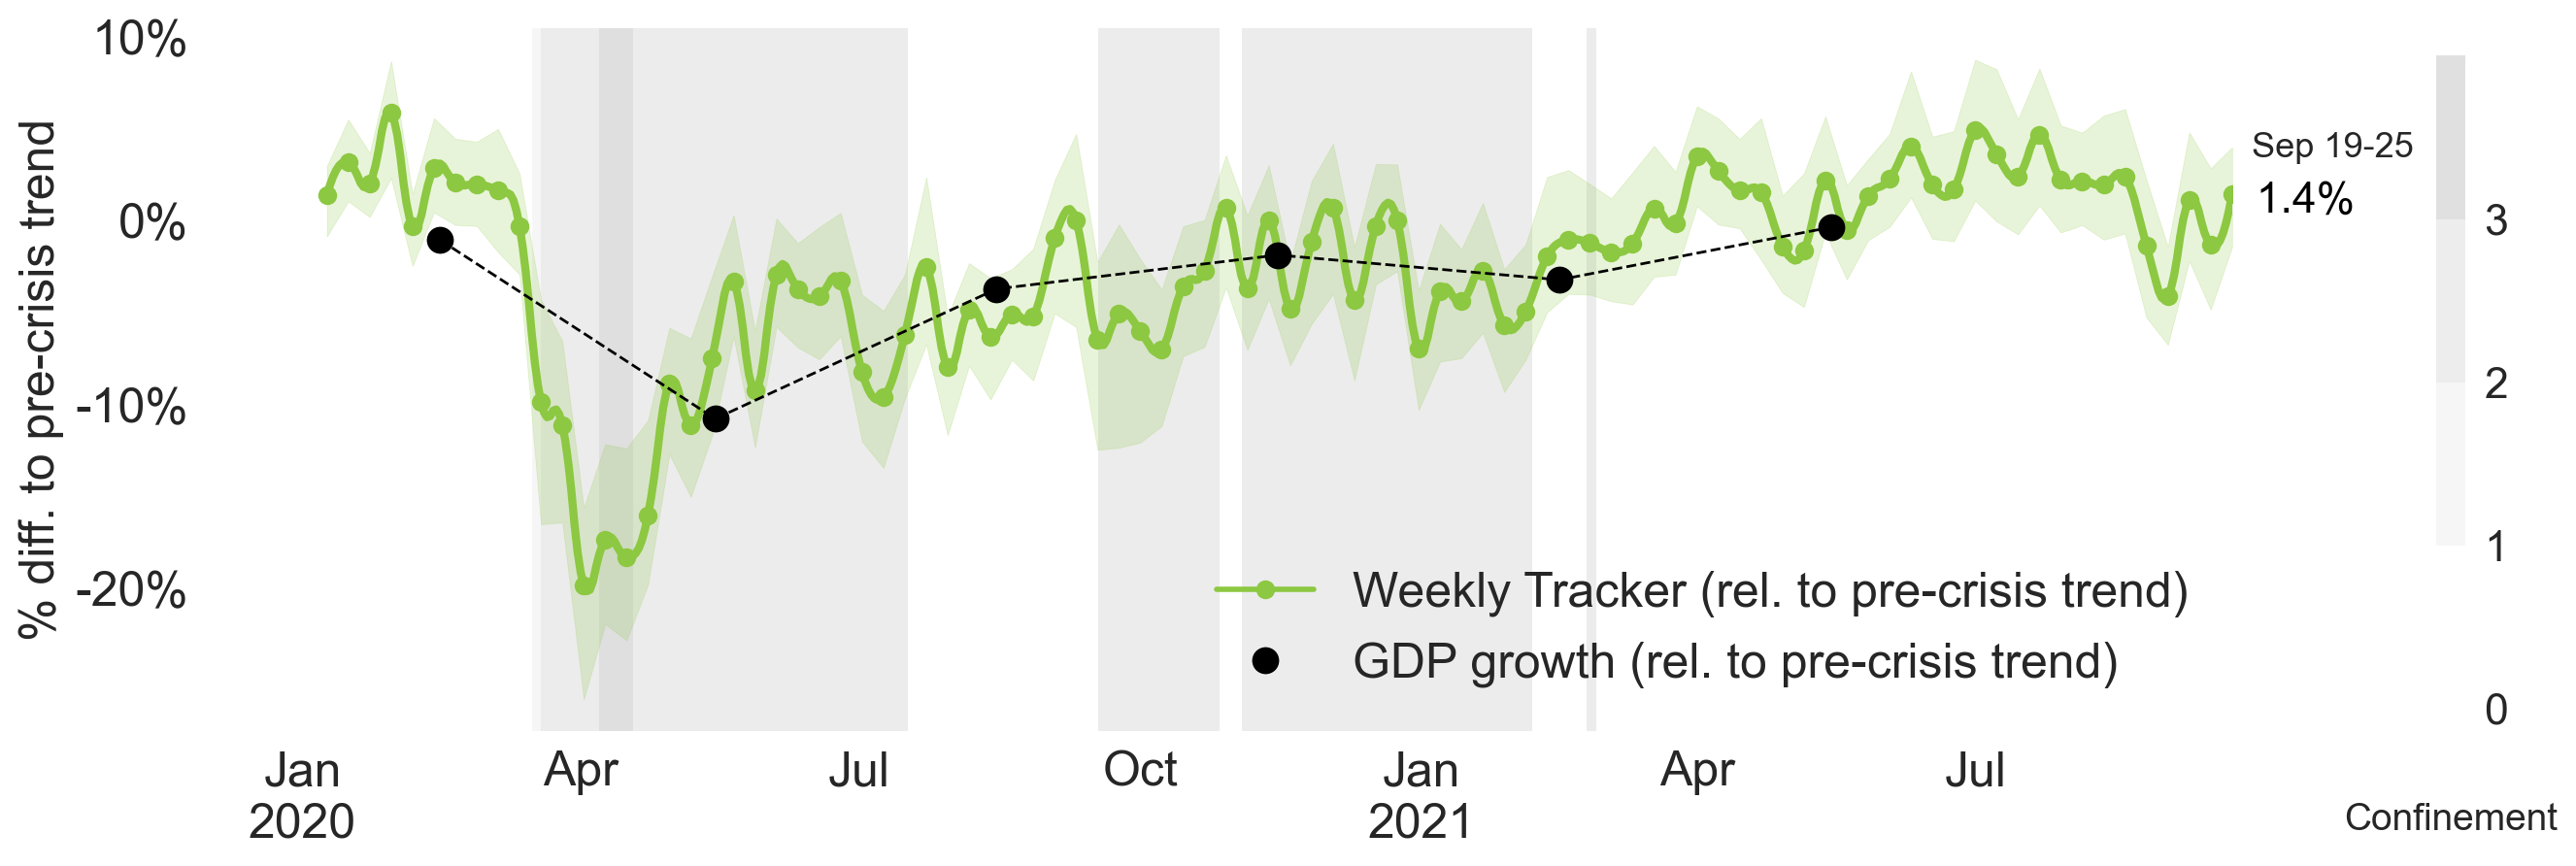 % diff. to pre-crisis trend
10%
0%
-10%
-20%
Sep 19-25
1.4%
Weekly Tracker (rel. to pre-crisis trend)
GDP growth (rel. to pre-crisis trend)
3
2
1
0
Jan Apr Jul Oct Jan Apr Jul
2020 2021
Confinement